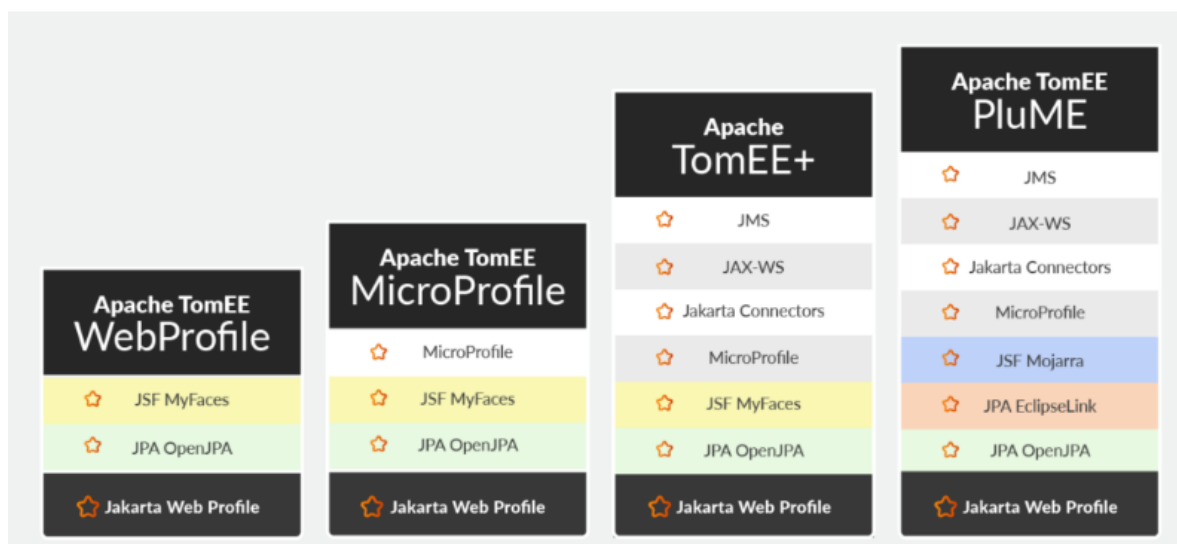 Apache TomEE
WebProfile
JSF MyFaces
JPA OpenJPA
Jakarta Web Profile
Apache TomEE
MicroProfile
MicroProfile
JSF MyFaces
JPA OpenJPA
Jakarta Web Profile
Apache
TomEE+
JMS
JAX-WS
Jakarta Connectors
MicroProfile
JSF MyFaces
JPA OpenJPA
Jakarta Web Profile
Apache TomEE
PluME
JMS
JAX-WS
Jakarta Connectors
MicroProfile
JSF Mojarra
JPA EclipseLink
JPA OpenJPA
Jakarta Web Profile